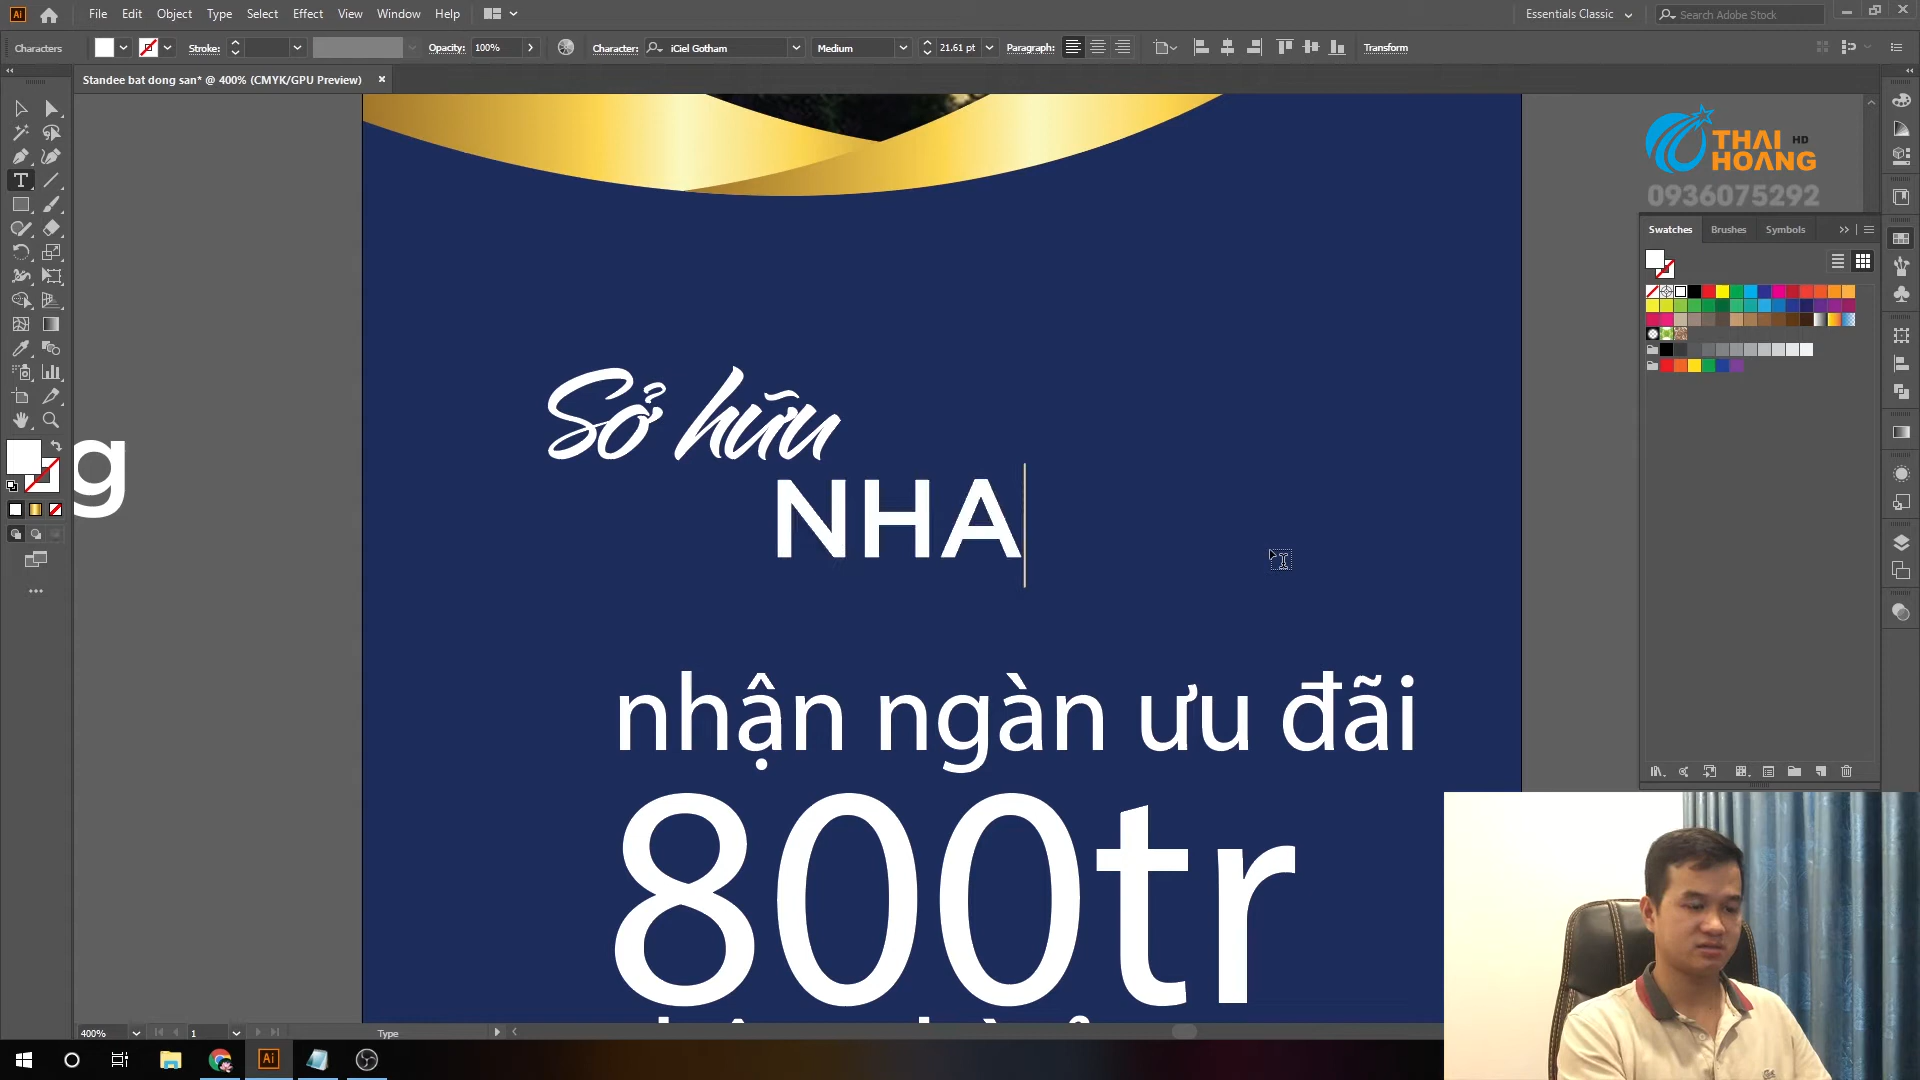 Ai File Edit Object Type Select Effect View Window Help Essentials Classic Search Adobe Stock
Characters Stroke: Opacity: 100% Character: iCiel Gotham Medium 21.61 pt Paragraph: Transform
Standee bat dong san* @ 400% (CMYK/GPU Preview)
THAI HD
HOANG
0936075292
Swatches Brushes Symbols
Sở hữu
g
NHA
nhận ngàn ưu đãi
800tr
400% 1 Type
Ai